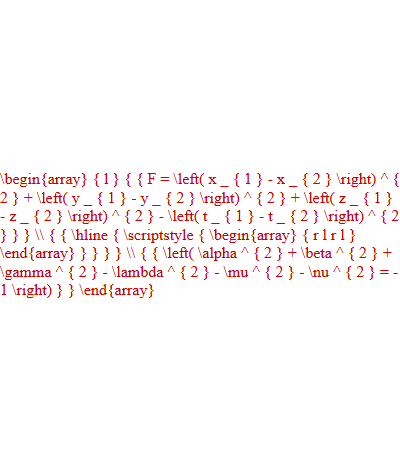 \begin{array} { l } { { F = \left( x _ { 1 } - x _ { 2 } \right) ^ {
2 } + \left( y _ { 1 } - y _ { 2 } \right) ^ { 2 } + \left( z _ { 1 }
- z _ { 2 } \right) ^ { 2 } - \left( t _ { 1 } - t _ { 2 } \right) ^ { 2
} } } \\ { { \hline { \scriptstyle { \begin{array} { r l r l }
\end{array} } } } } \\ { { \left( \alpha ^ { 2 } + \beta ^ { 2 } +
\gamma ^ { 2 } - \lambda ^ { 2 } - \mu ^ { 2 } - \nu ^ { 2 } = -
1 \right) } } \end{array}